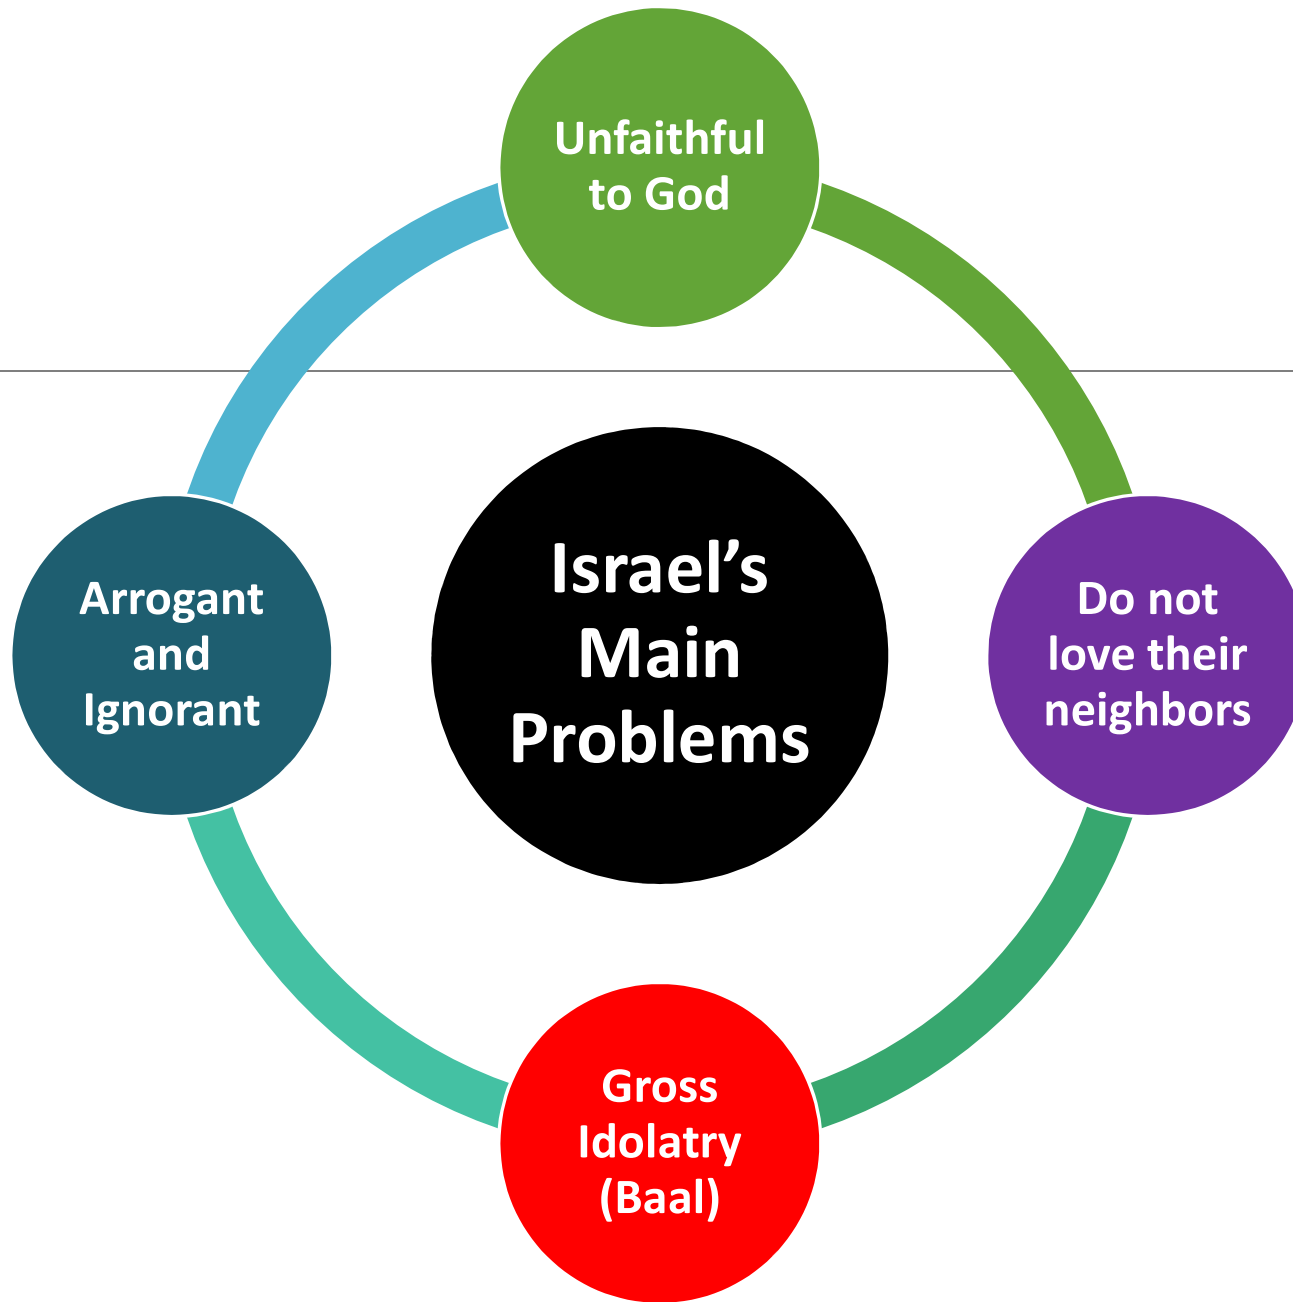 Unfaithful
to God
Arrogant
and
Ignorant
Israel’s
Main
Problems
Do not
love their
neighbors
Gross
Idolatry
(Baal)